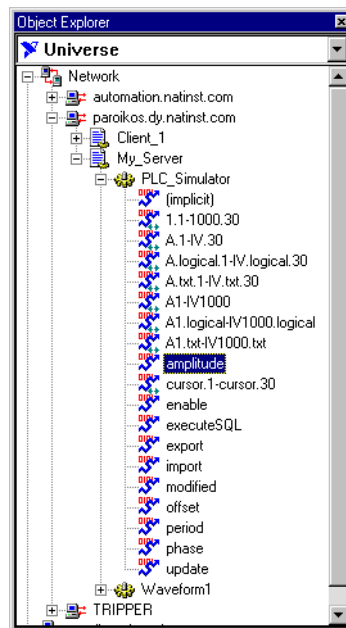 Object Explorer
Universe
Network
automation.natinst.com
paroikos.dy.natinst.com
Client_1
My_Server
PLC_Simulator
(implicit)
1.1-1000.30
A.1-IV.30
A.logical.1-IV.logical.30
A.txt.1-IV.txt.30
A1-IV1000
A1.logical-IV1000.logical
A1.txt-IV1000.txt
amplitude
cursor.1-cursor.30
enable
executeSQL
export
import
modified
offset
period
phase
update
Waveform1
TRIPPER